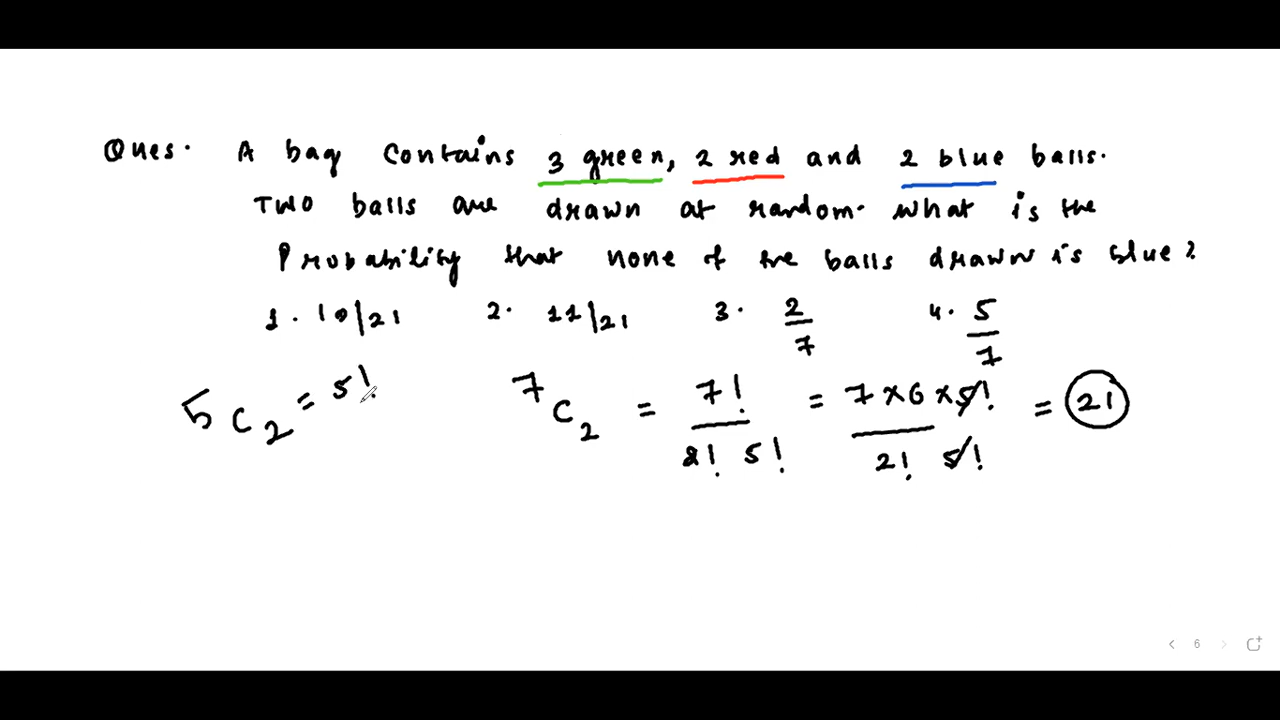 Ques. A bag contains 3 green, 2 red and 2 blue balls.
Two balls are drawn at random. What is the
Probability that none of the balls drawn is blue?
1. 10/21 2. 11/21 3. 2/7 4. 5/7
5C2 = 5!
7C2 = 7!/2! 5! = 7×6×5!/2! 5! = 21
6